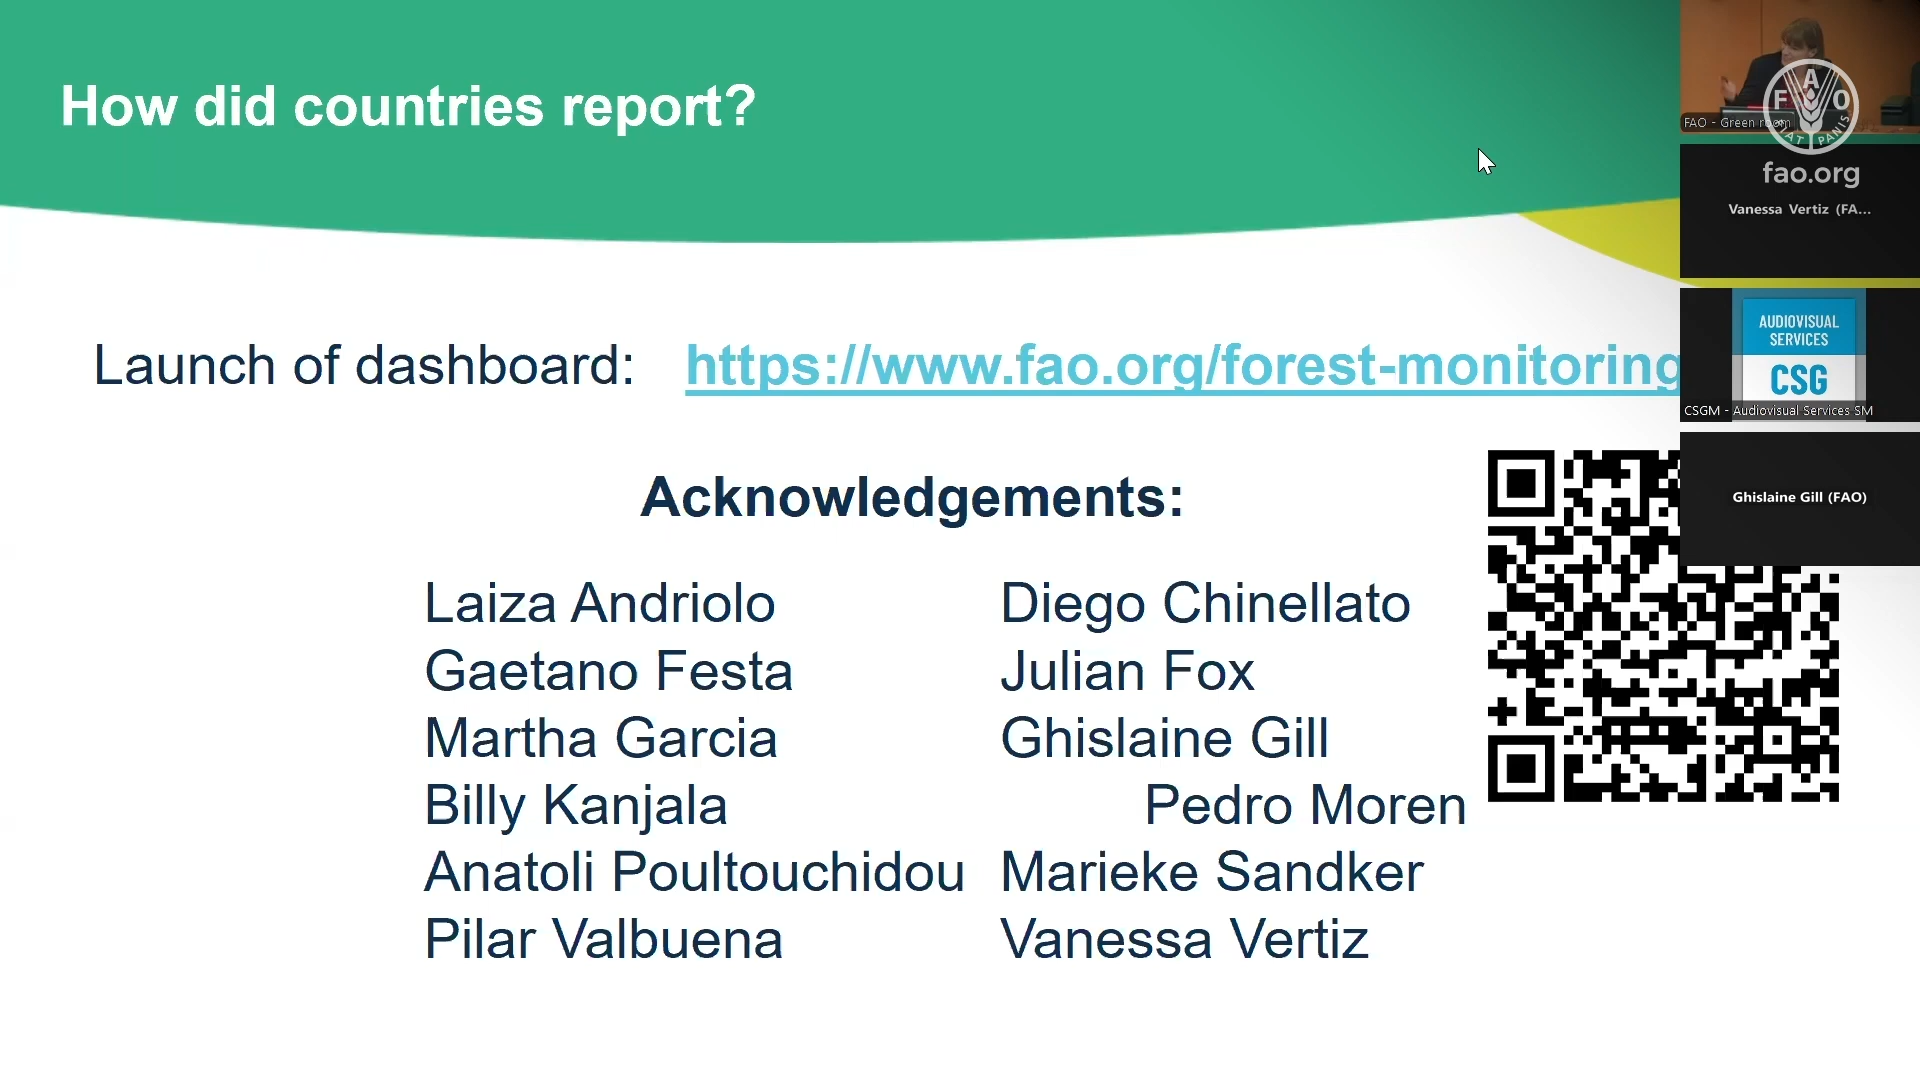 How did countries report?
Launch of dashboard: https://www.fao.org/forest-monitoring
Acknowledgements:
Laiza Andriolo Diego Chinellato
Gaetano Festa Julian Fox
Martha Garcia Ghislaine Gill
Billy Kanjala Pedro Moren
Anatoli Poultouchidou Marieke Sandker
Pilar Valbuena Vanessa Vertiz
FAO - Green room
F A O
FIAT PANIS
fao.org
Vanessa Vertiz (FA...
AUDIOVISUAL
SERVICES
CSG
CSGM - Audiovisual Services SM
Ghislaine Gill (FAO)